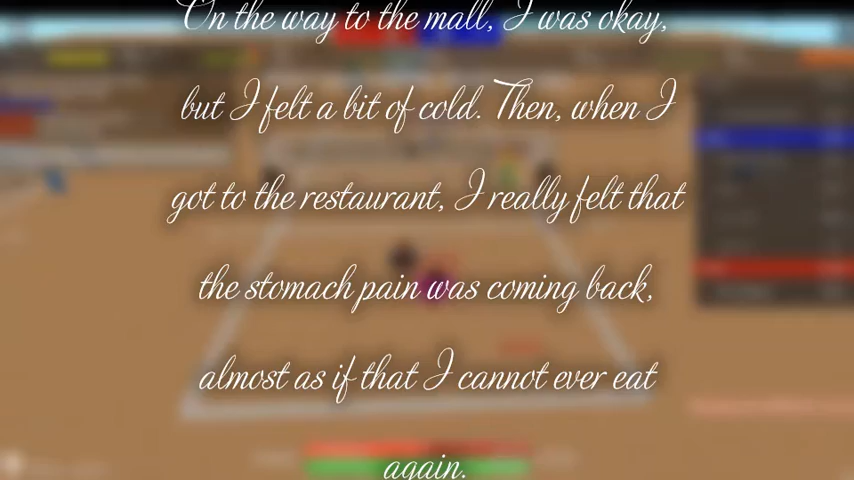 On the way to the mall, I was okay,
but I felt a bit of cold. Then, when I
got to the restaurant, I really felt that
the stomach pain was coming back,
almost as if that I cannot ever eat
again.